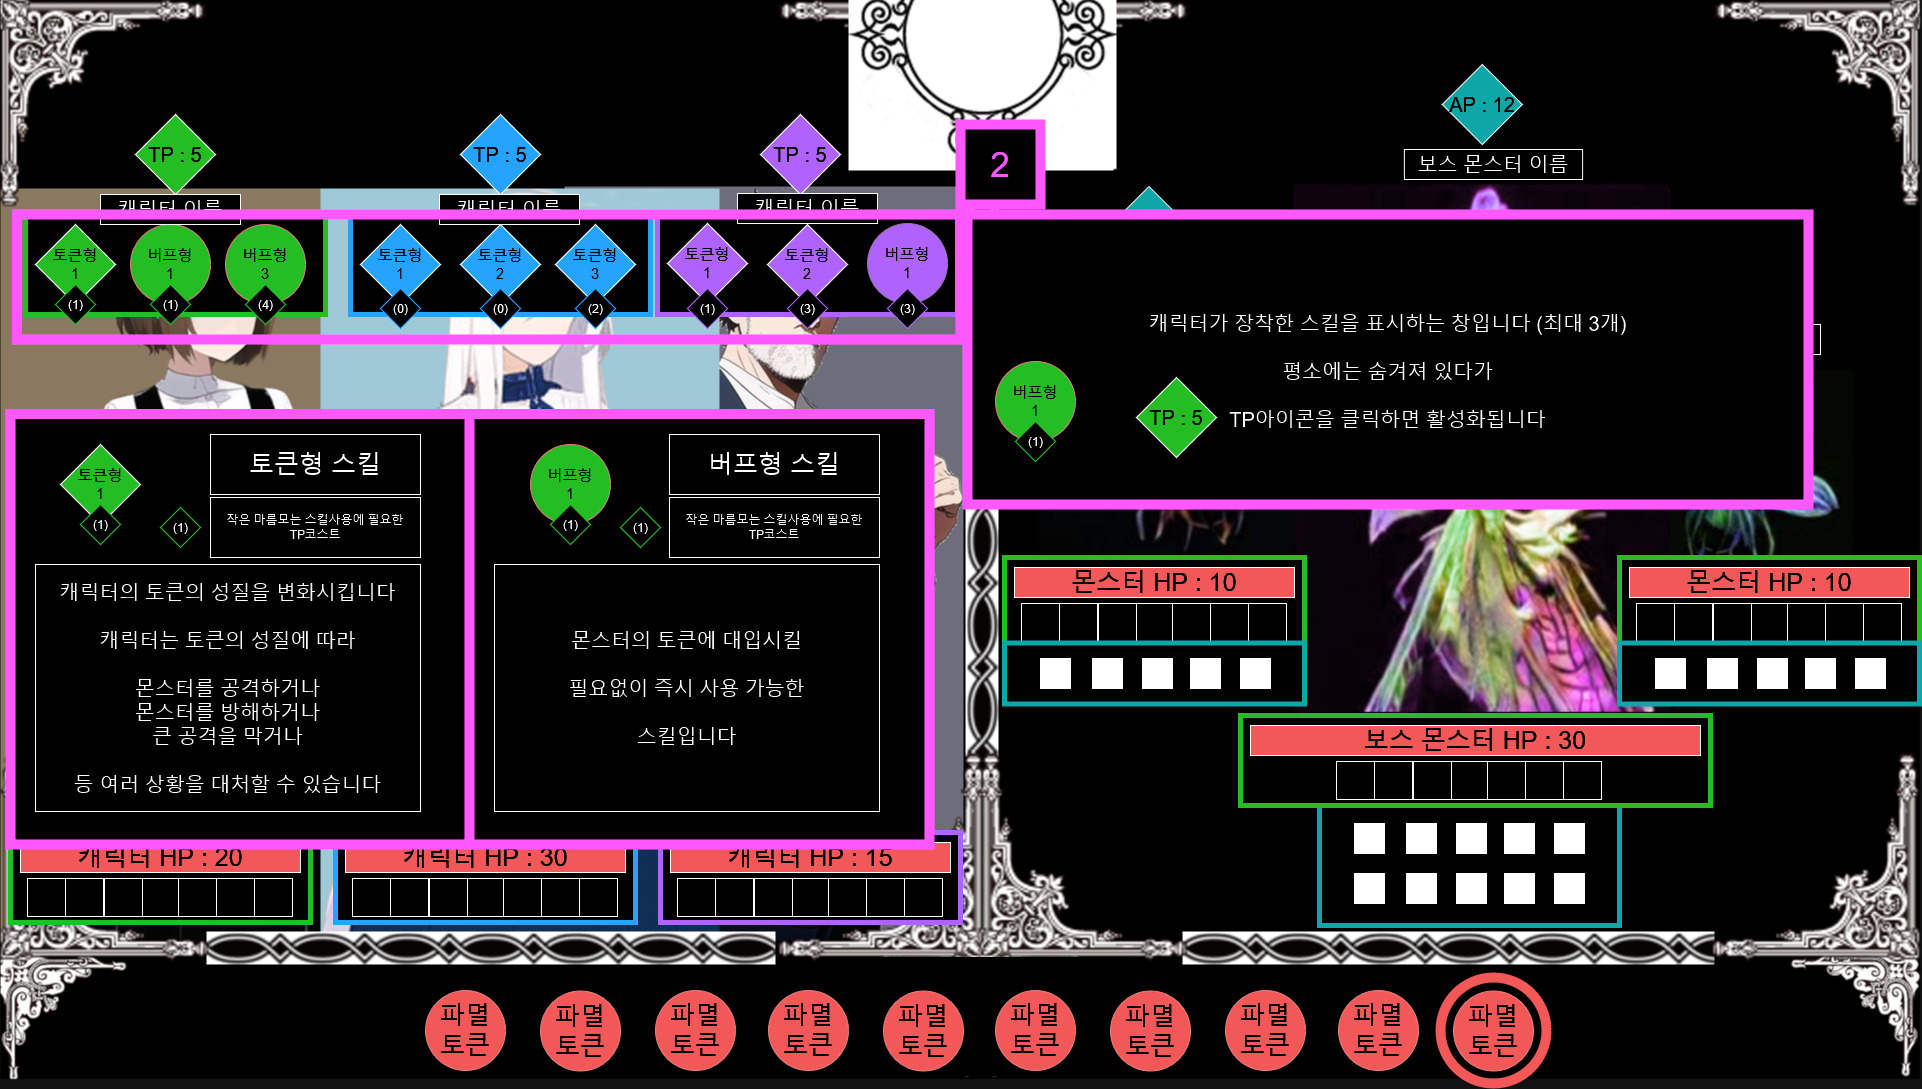 AP : 12
보스 몬스터 이름
TP : 5
TP : 5
TP : 5
2
캐릭터 이름
캐릭터 이름
캐릭터 이름
토큰형
1
(1)
버프형
1
(1)
버프형
3
(4)
토큰형
1
(0)
토큰형
2
(0)
토큰형
3
(2)
토큰형
1
(1)
토큰형
2
(3)
버프형
1
(3)
캐릭터가 장착한 스킬을 표시하는 창입니다 (최대 3개)
평소에는 숨겨져 있다가
버프형
1
(1)
TP : 5
TP아이콘을 클릭하면 활성화됩니다
토큰형
1
(1)
(1)
토큰형 스킬
작은 마름모는 스킬사용에 필요한
TP코스트
캐릭터의 토큰의 성질을 변화시킵니다
캐릭터는 토큰의 성질에 따라
몬스터를 공격하거나
몬스터를 방해하거나
큰 공격을 막거나
등 여러 상황을 대처할 수 있습니다
버프형
1
(1)
(1)
버프형 스킬
작은 마름모는 스킬사용에 필요한
TP코스트
몬스터의 토큰에 대입시킬
필요없이 즉시 사용 가능한
스킬입니다
몬스터 HP : 10
몬스터 HP : 10
보스 몬스터 HP : 30
캐릭터 HP : 20
캐릭터 HP : 30
캐릭터 HP : 15
파멸
토큰
파멸
토큰
파멸
토큰
파멸
토큰
파멸
토큰
파멸
토큰
파멸
토큰
파멸
토큰
파멸
토큰
파멸
토큰